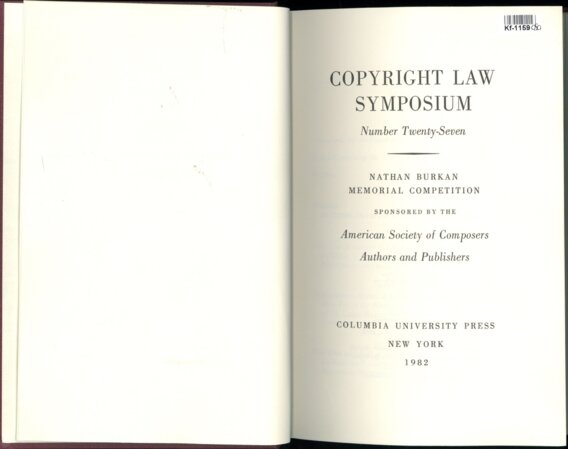 Kf-1159
COPYRIGHT LAW
SYMPOSIUM
Number Twenty-Seven
NATHAN BURKAN
MEMORIAL COMPETITION
SPONSORED BY THE
American Society of Composers
Authors and Publishers
COLUMBIA UNIVERSITY PRESS
NEW YORK
1982